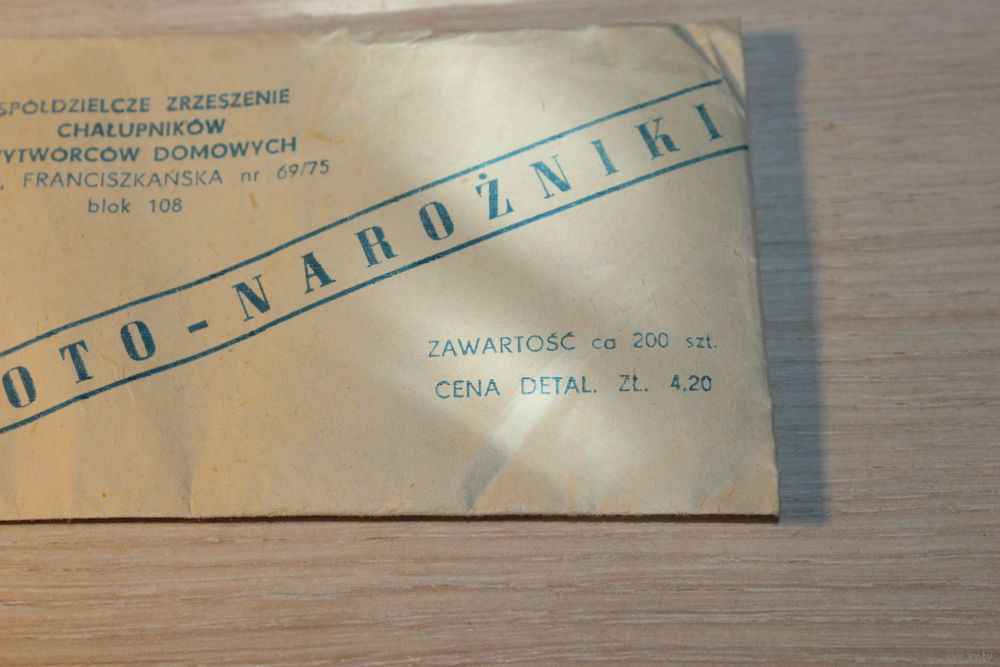 SPÓŁDZIELCZE ZRZESZENIE
CHAŁUPNIKÓW
WYTWÓRCÓW DOMOWYCH
FRANCISZKAŃSKA nr 69/75
blok 108
OTO-NAROŻNIKI
ZAWARTOŚĆ ca 200 szt.
CENA DETAL. ZŁ. 4,20